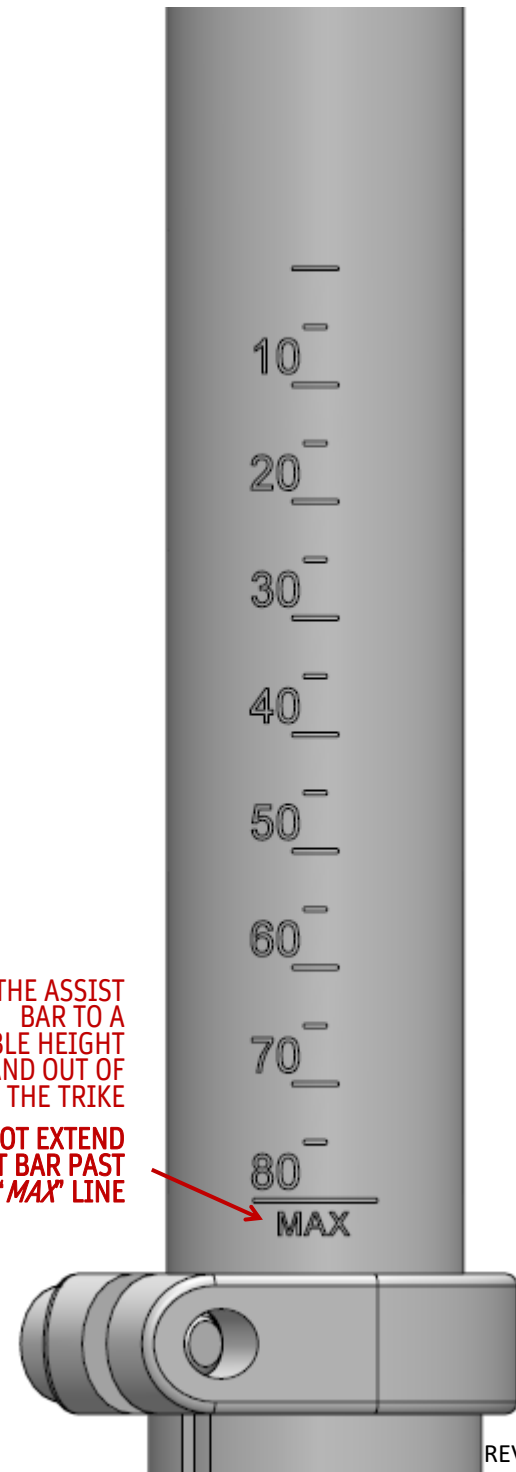 10
20
30
40
50
60
70
80
MAX
THE ASSIST
BAR TO A
BLE HEIGHT
AND OUT OF
THE TRIKE
OT EXTEND
T BAR PAST
'MAX' LINE
REV